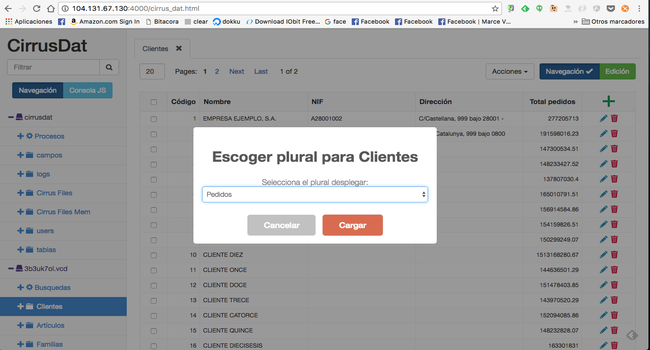 104.131.67.130:4000/cirrus_dat.html
Aplicaciones Amazon.com Sign In Bitacora clear dokku Download IObit Free... face Facebook Facebook Facebook | Marce V... » Otros marcadores
CirrusDat
Filtrar
Navegación Consola JS
cirrusdat
Procesos
campos
logs
Cirrus Files
Cirrus Files Mem
users
tablas
3b3uk7ol.vcd
Busquedas
Clientes
Artículos
Familias
Clientes
20 Pages: 1 2 Next Last 1 of 2 Acciones Navegación Edición
Código Nombre NIF Dirección Total pedidos
1 EMPRESA EJEMPLO, S.A. A28001002 C/Castellana, 999 bajo 28001 - 277205713
Catalunya, 999 bajo 0800 191598016.23
147300534.51
148233427.52
137807030.4
165010791.51
156914584.86
154159826.51
150299249.07
10 CLIENTE DIEZ 1513168280.67
11 CLIENTE ONCE 144636501.29
12 CLIENTE DOCE 151478403.85
13 CLIENTE TRECE 143970520.29
14 CLIENTE CATORCE 152094085.86
15 CLIENTE QUINCE 148232828.07
16 CLIENTE DIECISEIS 163301831
Escoger plural para Clientes
Selecciona el plural desplegar:
Pedidos
Cancelar Cargar